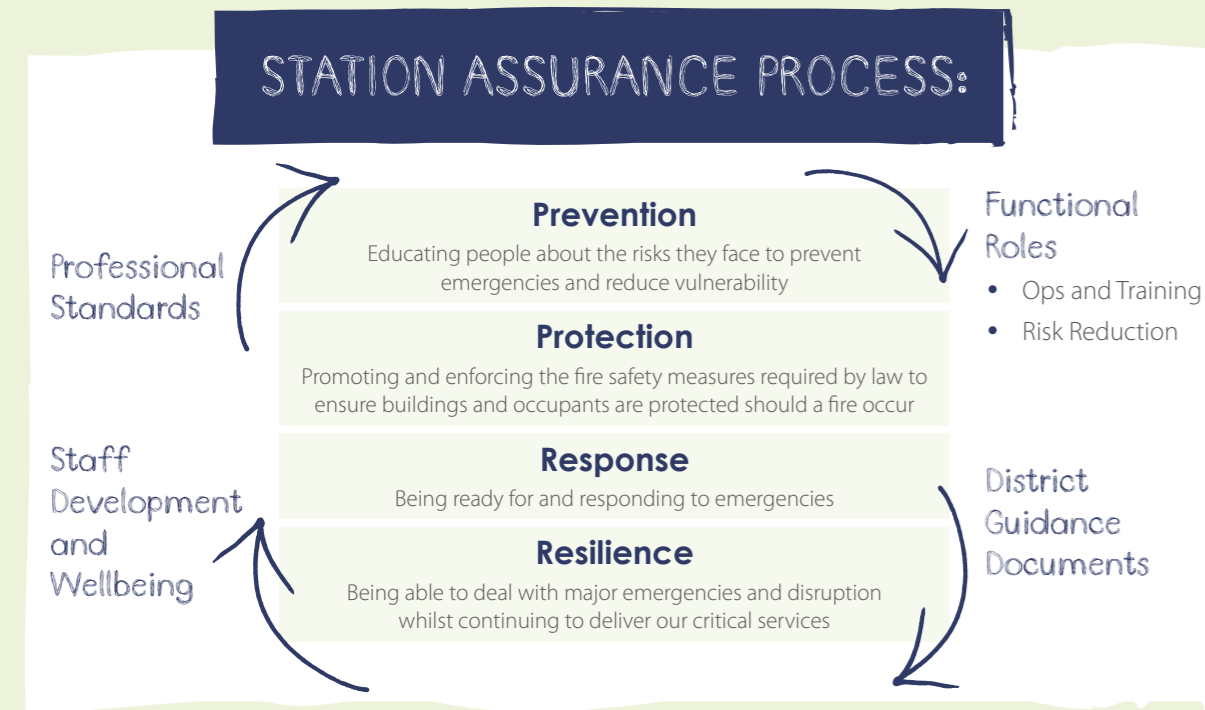 STATION ASSURANCE PROCESS:
Professional
Standards
Prevention
Educating people about the risks they face to prevent
emergencies and reduce vulnerability
Protection
Promoting and enforcing the fire safety measures required by law to
ensure buildings and occupants are protected should a fire occur
Response
Being ready for and responding to emergencies
Resilience
Being able to deal with major emergencies and disruption
whilst continuing to deliver our critical services
Functional
Roles
• Ops and Training
• Risk Reduction
Staff
Development
and
Wellbeing
District
Guidance
Documents